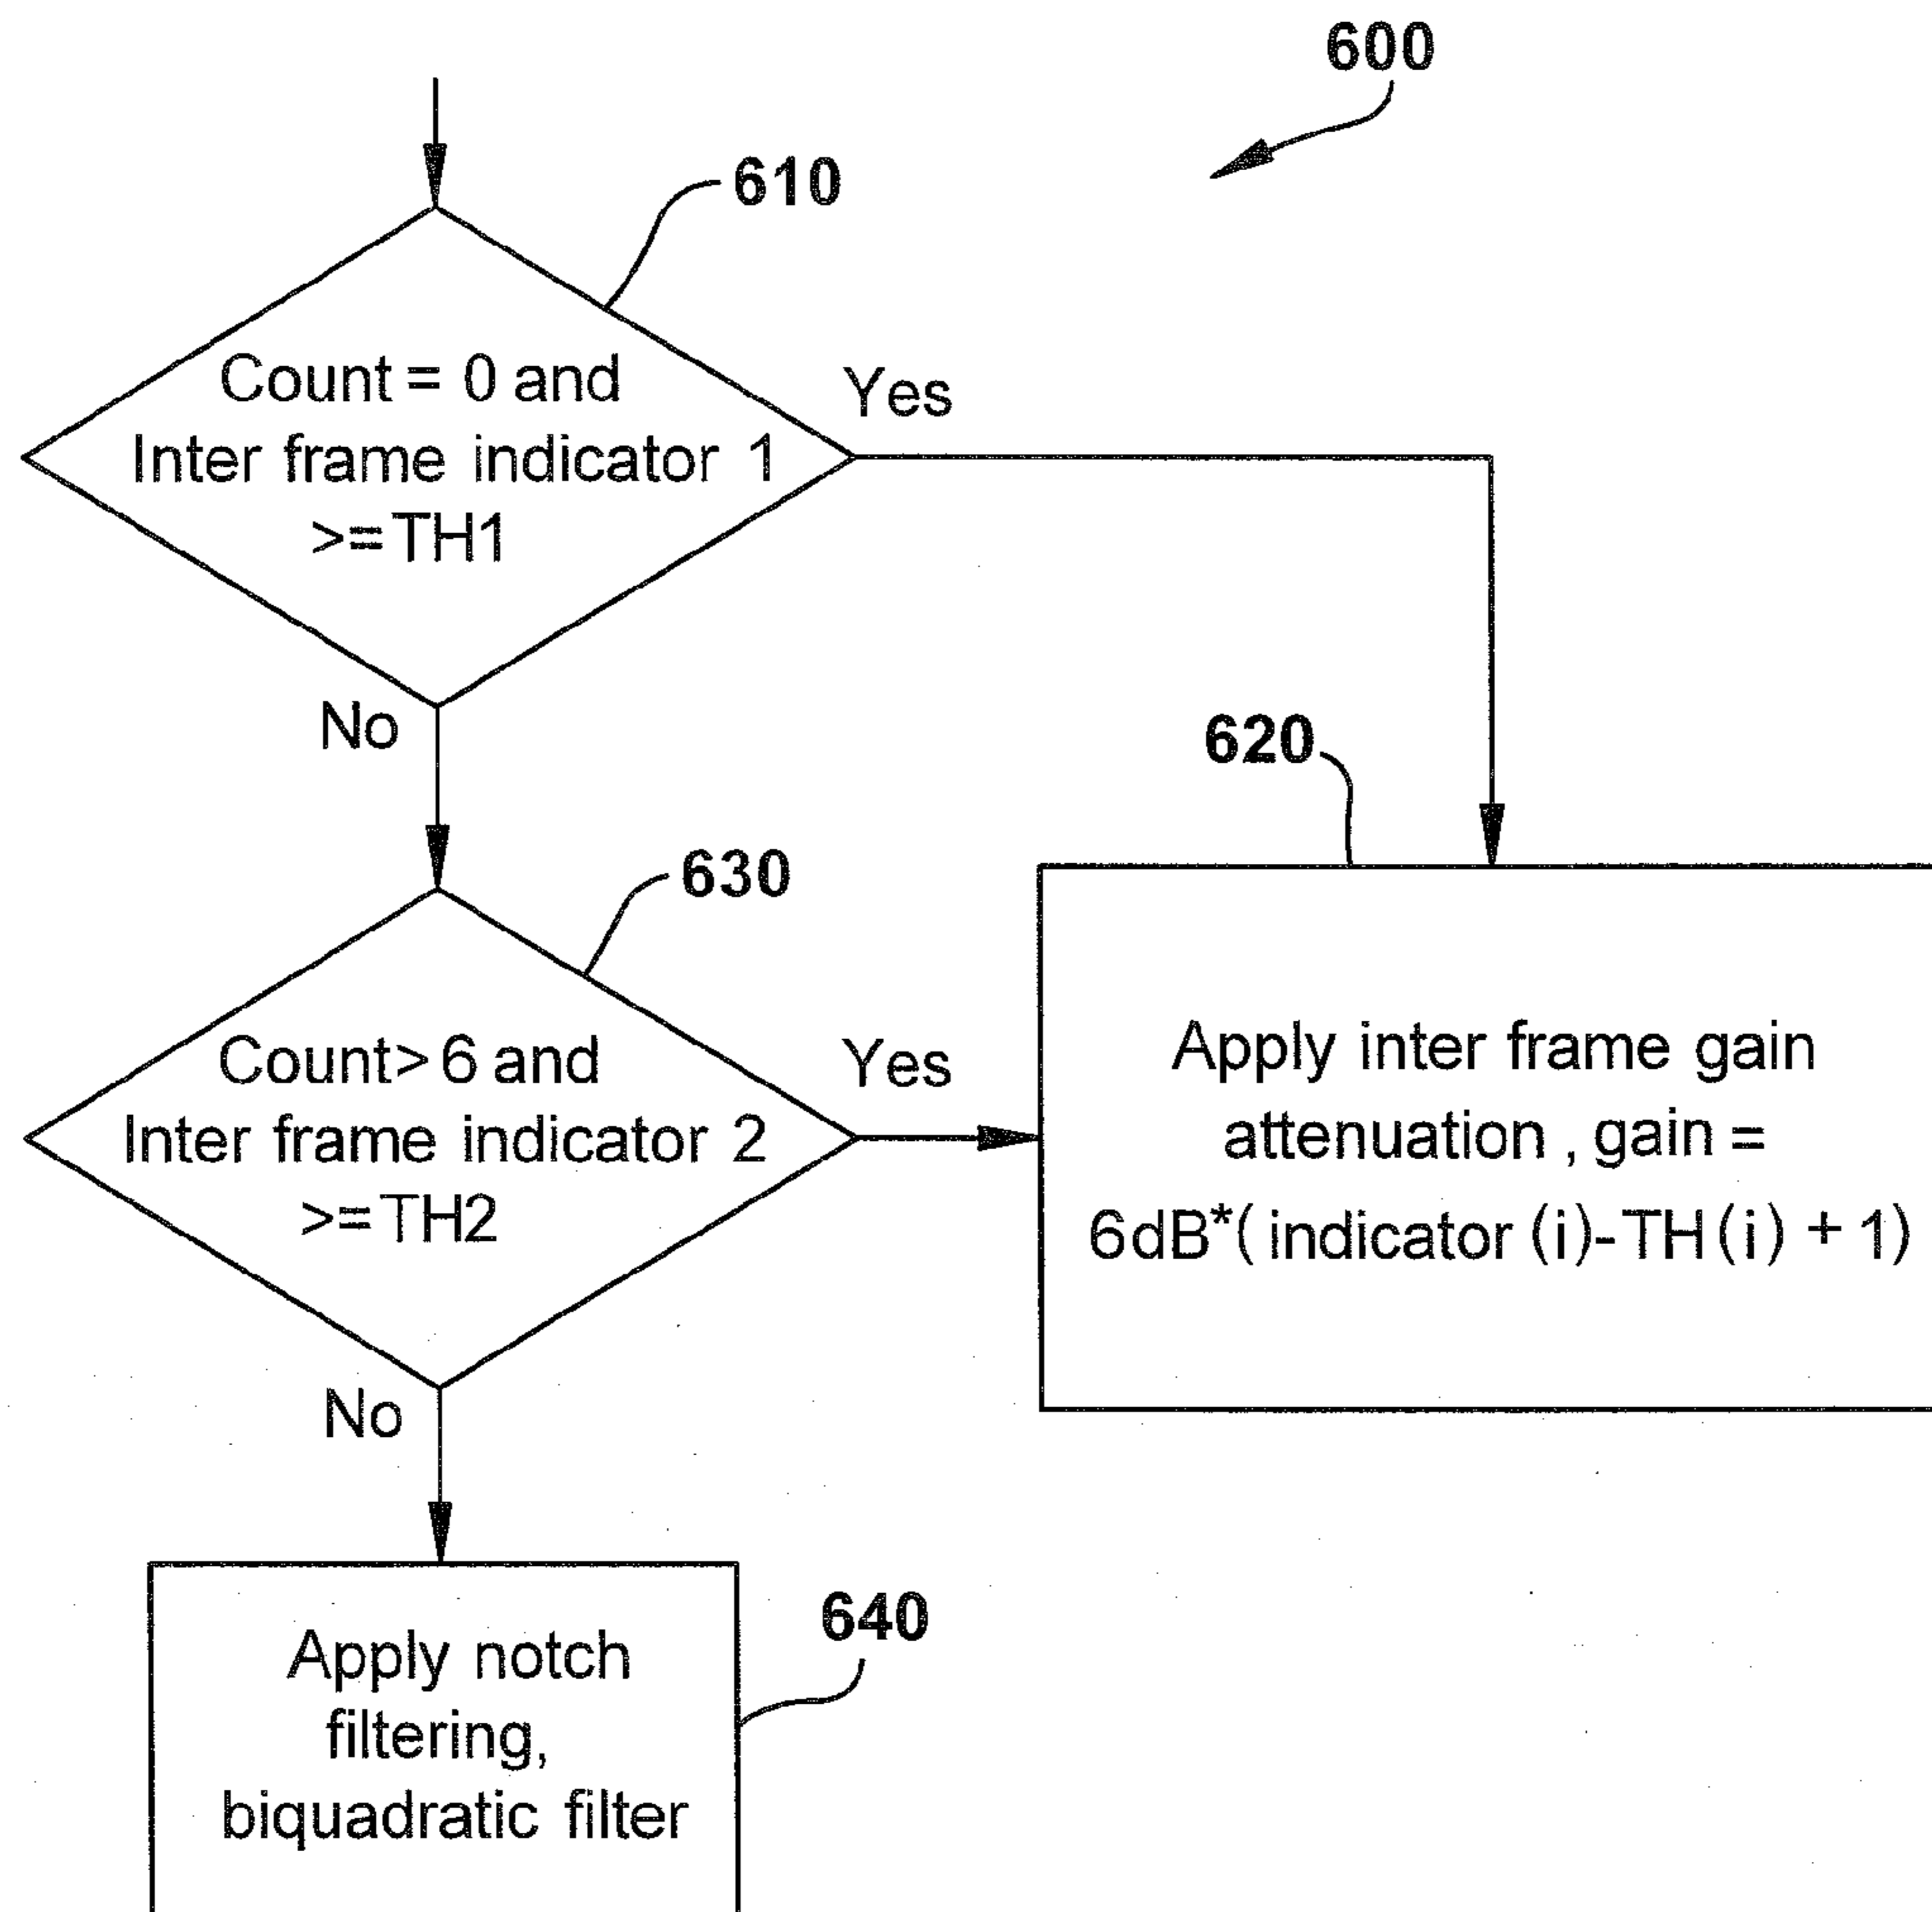 600
610
Count = 0 and
Inter frame indicator 1
>=TH1
Yes
No
620
630
Count> 6 and
Inter frame indicator 2
>=TH2
Yes
Apply inter frame gain
attenuation , gain =
6dB*( indicator (i)-TH (i) + 1)
No
640
Apply notch
filtering,
biquadratic filter